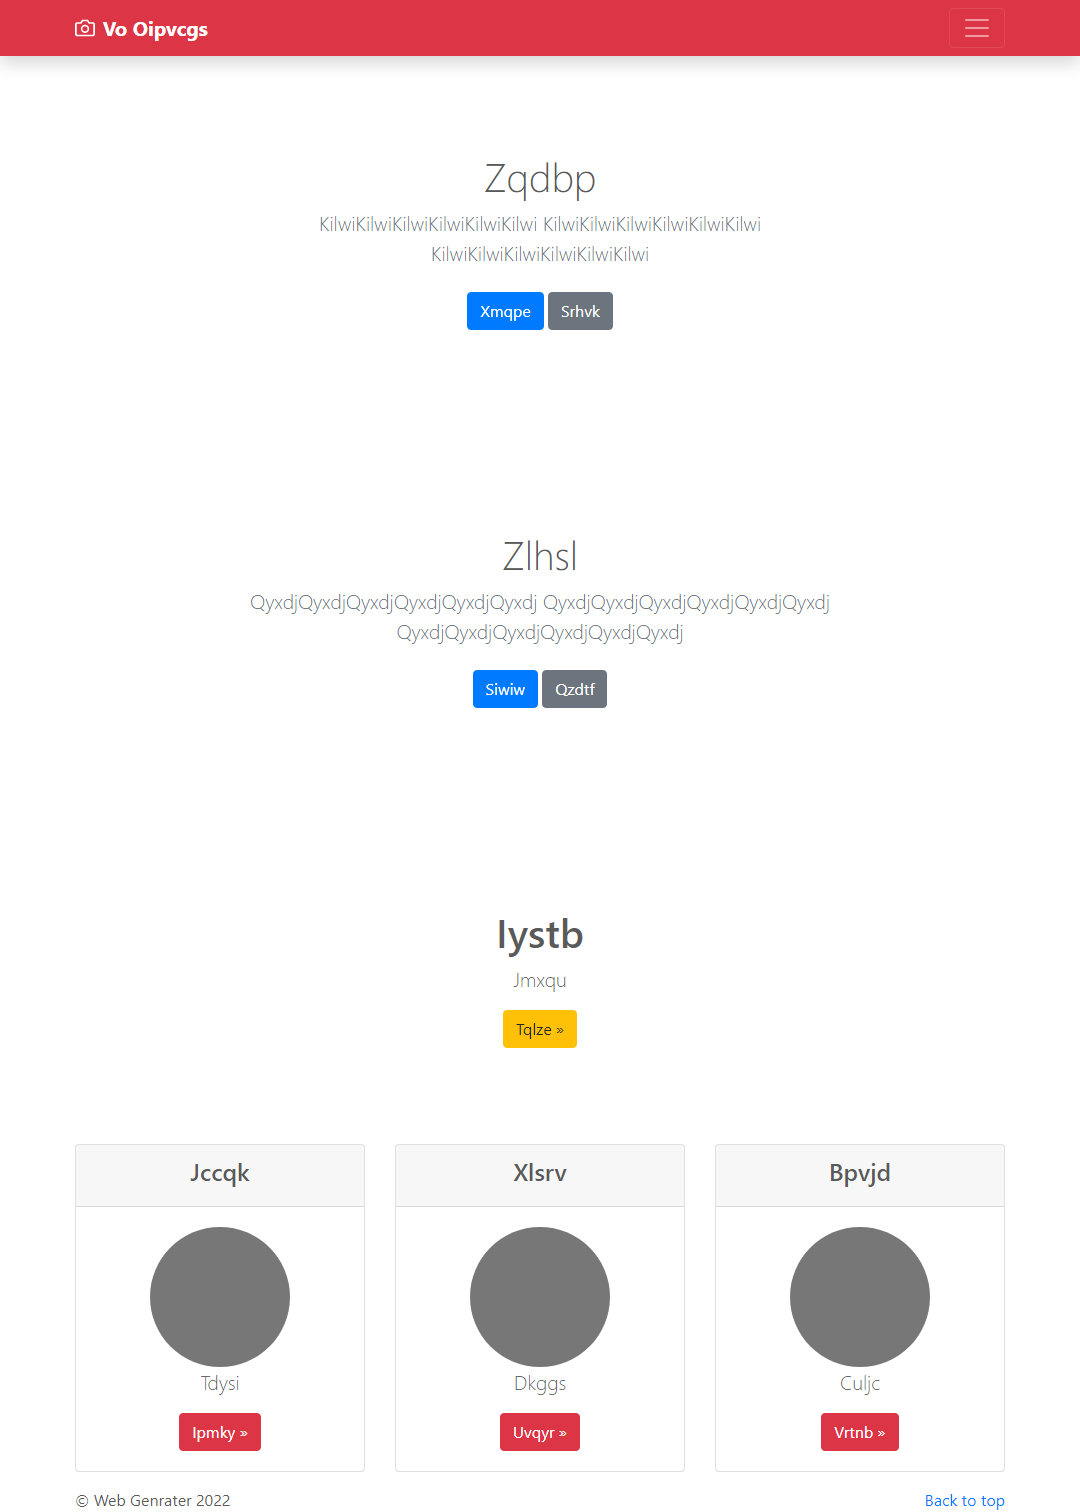 Vo Oipvcgs
Zqdbp
KilwiKilwiKilwiKilwiKilwiKilwi KilwiKilwiKilwiKilwiKilwiKilwi
KilwiKilwiKilwiKilwiKilwiKilwi
Xmqpe Srhvk
Zlhsl
QyxdjQyxdjQyxdjQyxdjQyxdjQyxdj QyxdjQyxdjQyxdjQyxdjQyxdjQyxdj
QyxdjQyxdjQyxdjQyxdjQyxdjQyxdj
Siwiw Qzdtf
Iystb
Jmxqu
Tqlze »
Jccqk
Tdysi
Ipmky »
Xlsrv
Dkggs
Uvqyr »
Bpvjd
Culjc
Vrtnb »
© Web Genrater 2022
Back to top